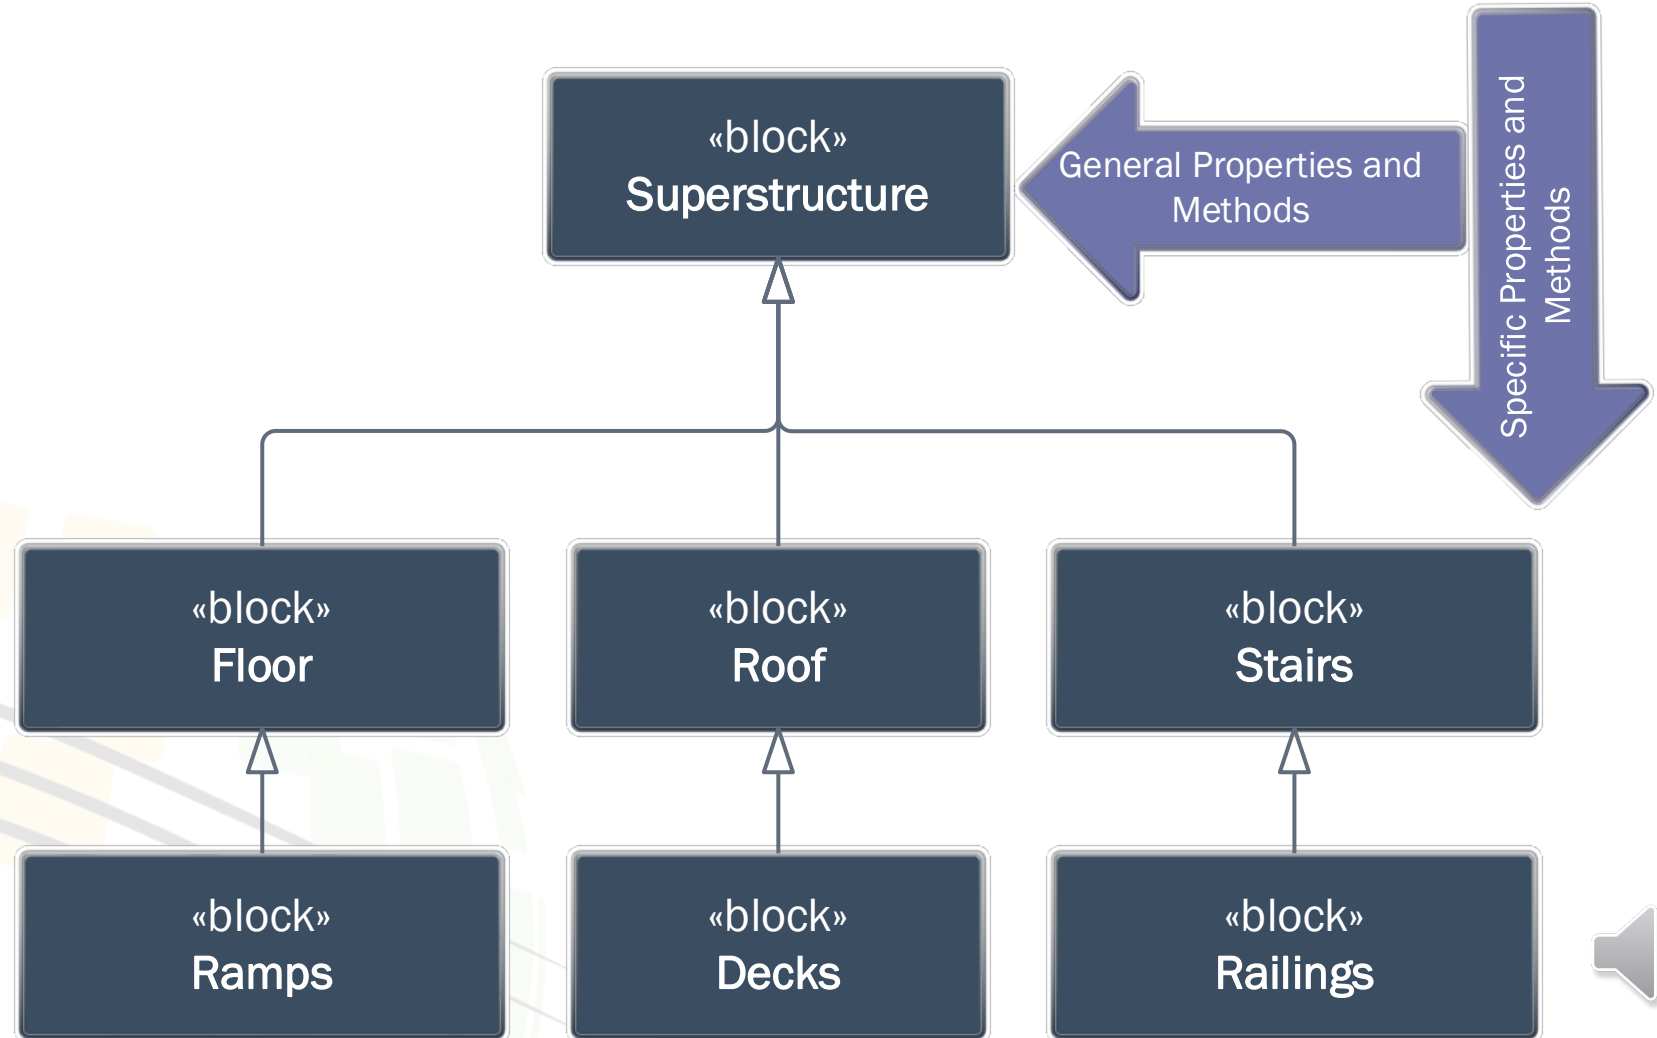 «block»
Superstructure
General Properties and
Methods
Specific Properties and
Methods
«block»
Floor
«block»
Roof
«block»
Stairs
«block»
Ramps
«block»
Decks
«block»
Railings